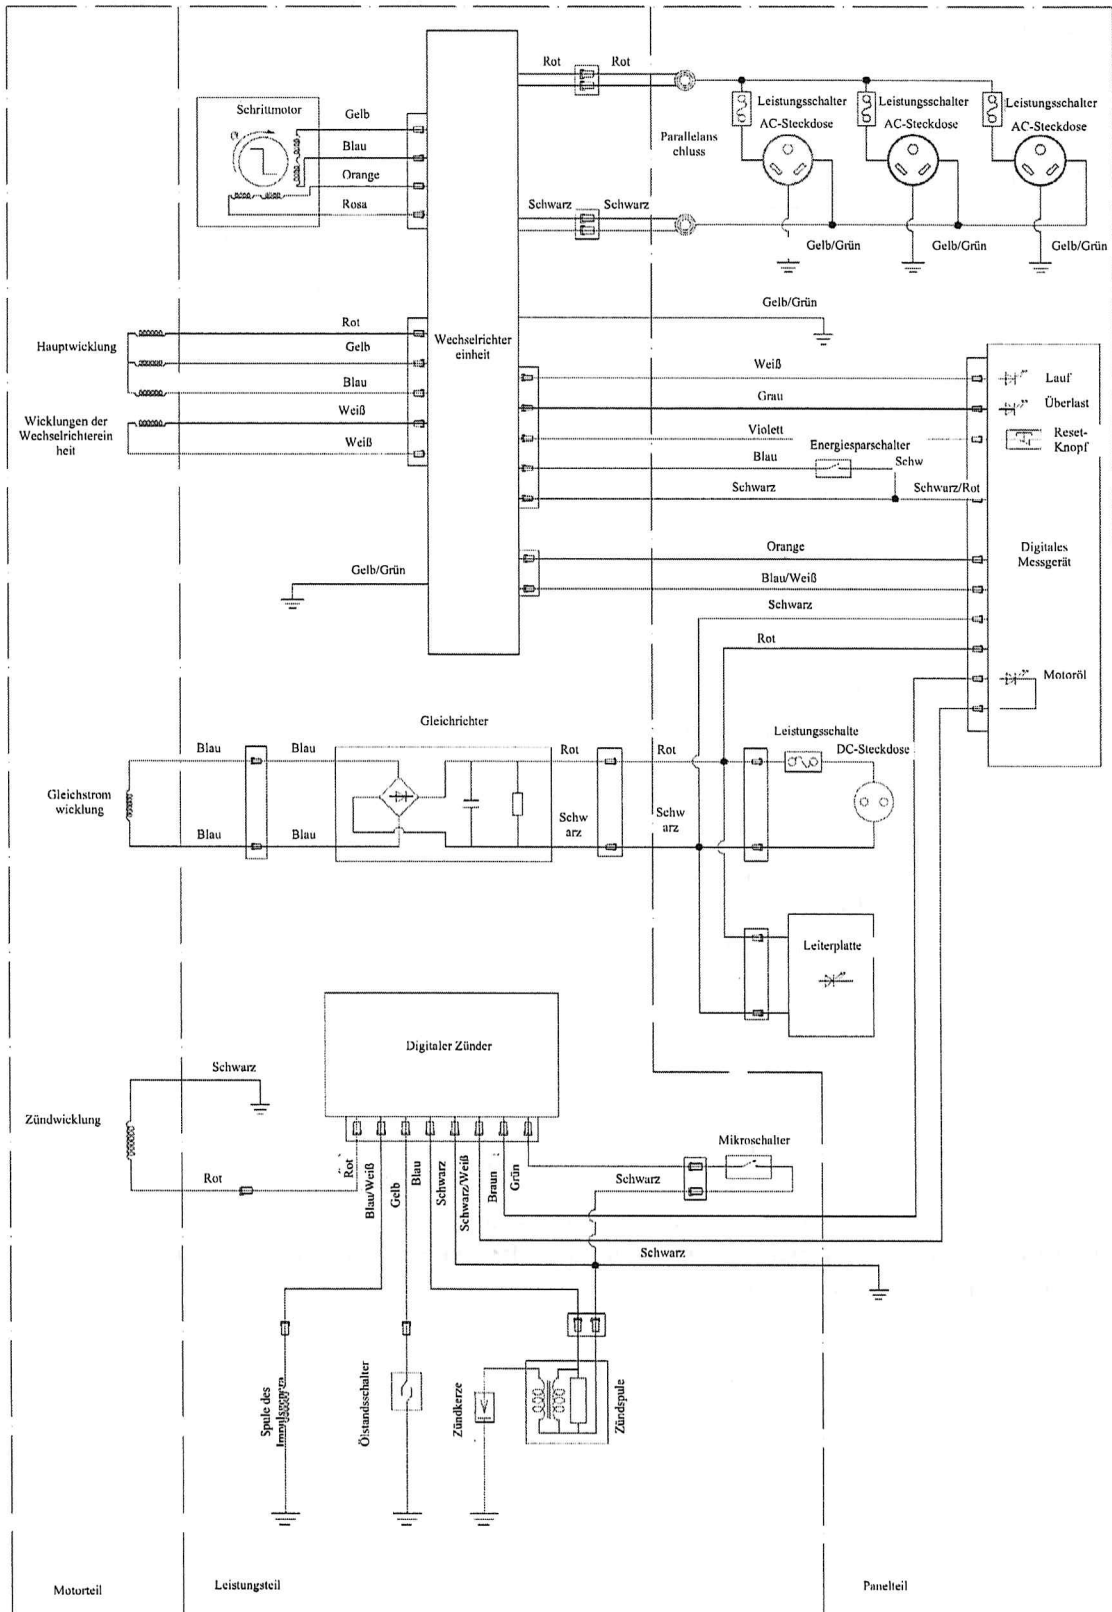 Rot Rot
Schrittmotor
Gelb
Blau
Orange
Rosa
Leistungsschalter
AC-Steckdose
Leistungsschalter
AC-Steckdose
Leistungsschalter
AC-Steckdose
Parallelans
chluss
Schwarz Schwarz
Gelb/Grün
Gelb/Grün
Gelb/Grün
Gelb/Grün
Hauptwicklung
Rot
Gelb
Blau
Weiß
Weiß
Wicklungen der
Wechselrichterein
heit
Wechselrichter
einheit
Weiß
Grau
Violett
Blau
Energiesparschalter
Schw
Schwarz
Schwarz/Rot
Lauf
Überlast
Reset-
Knopf
Orange
Blau/Weiß
Schwarz
Rot
Digitales
Messgerät
Motoröl
Gelb/Grün
Gleichrichter
Blau Blau
Rot Rot
Leistungsschalte
DC-Steckdose
Gleichstrom
wicklung
Schw
arz
Schw
arz
Blau Blau
Leiterplatte
Digitaler Zünder
Schwarz
Zündwicklung
Rot
Rot
Blau/Weiß
Gelb
Blau
Schwarz
Schwarz/Weiß
Braun
Grün
Mikroschalter
Schwarz
Schwarz
Spule des
Ölstandsschalter
Zündkerze
Zündspule
Motorteil
Leistungsteil
Panelteil